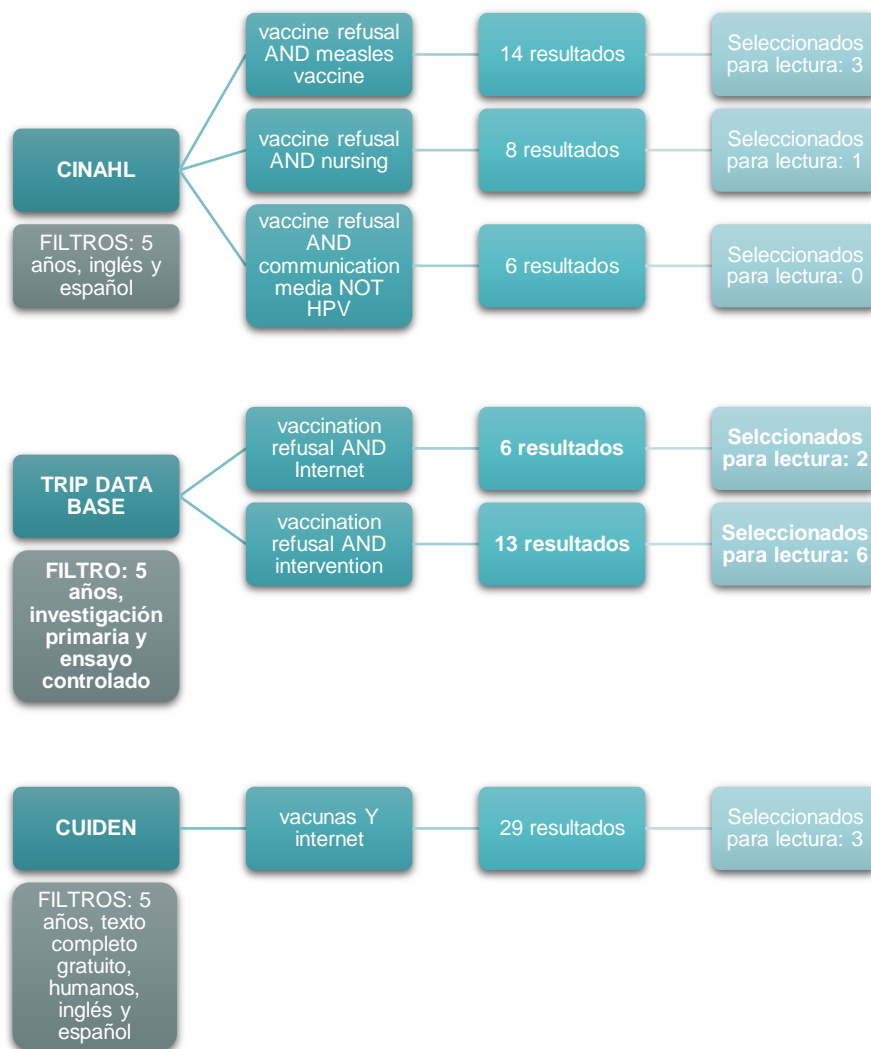 CINAHL
FILTROS: 5
años, inglés y
español
vaccine refusal
AND measles
vaccine
14 resultados
Seleccionados
para lectura: 3
vaccine refusal
AND nursing
8 resultados
Seleccionados
para lectura: 1
vaccine refusal
AND
communication
media NOT
HPV
6 resultados
Seleccionados
para lectura: 0
TRIP DATA
BASE
FILTRO: 5
años,
investigación
primaria y
ensayo
controlado
vaccination
refusal AND
Internet
6 resultados
Selccionados
para lectura: 2
vaccination
refusal AND
intervention
13 resultados
Seleccionados
para lectura: 6
CUIDEN
FILTROS: 5
años, texto
completo
gratuito,
humanos,
inglés y
español
vacunas Y
internet
29 resultados
Seleccionados
para lectura: 3